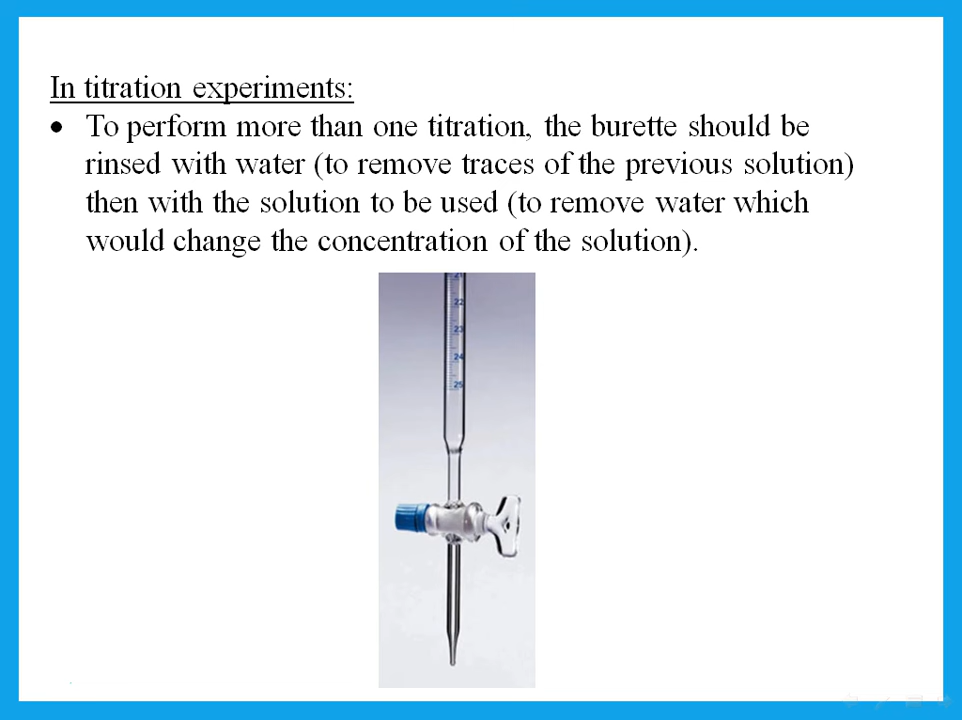 In titration experiments:
• To perform more than one titration, the burette should be
rinsed with water (to remove traces of the previous solution)
then with the solution to be used (to remove water which
would change the concentration of the solution).
21
22
23
24
25